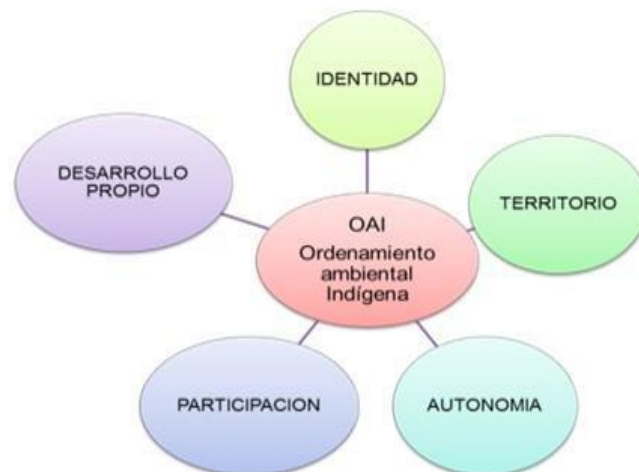 IDENTIDAD
DESARROLLO
PROPIO
TERRITORIO
OAI
Ordenamiento
ambiental
Indígena
PARTICIPACION
AUTONOMIA